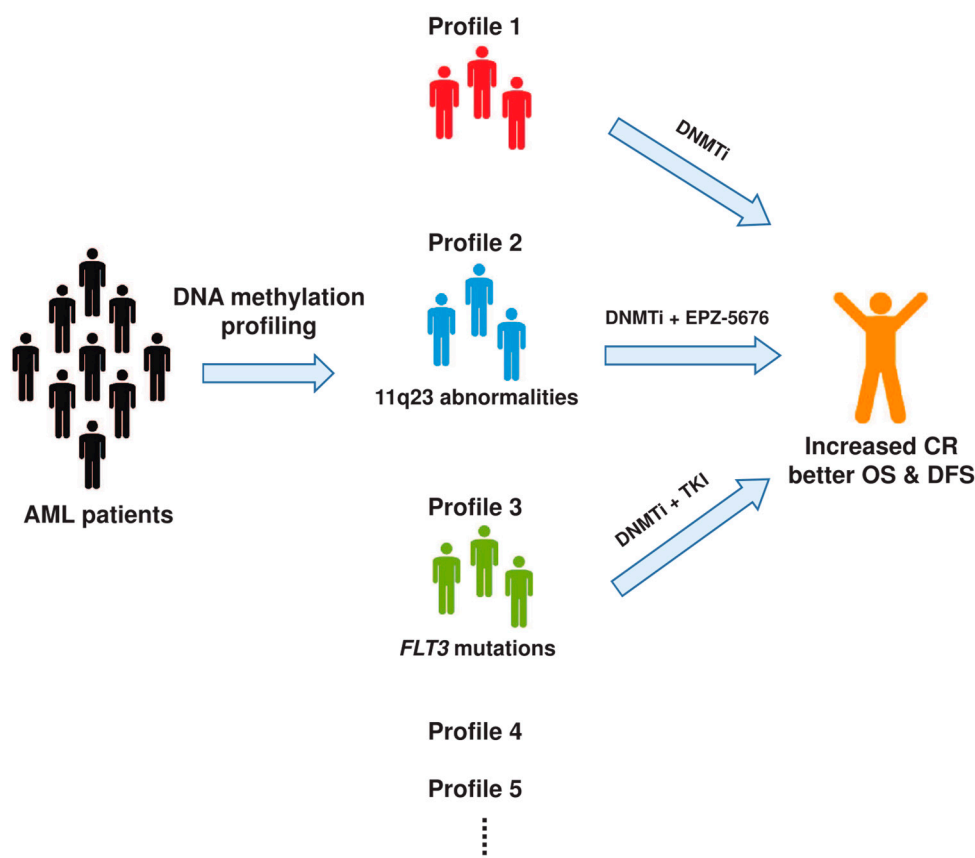 Profile 1
DNMTi
Profile 2
DNA methylation
profiling
DNMTi + EPZ-5676
11q23 abnormalities
Increased CR
better OS & DFS
AML patients
Profile 3
DNMTi + TKI
FLT3 mutations
Profile 4
Profile 5